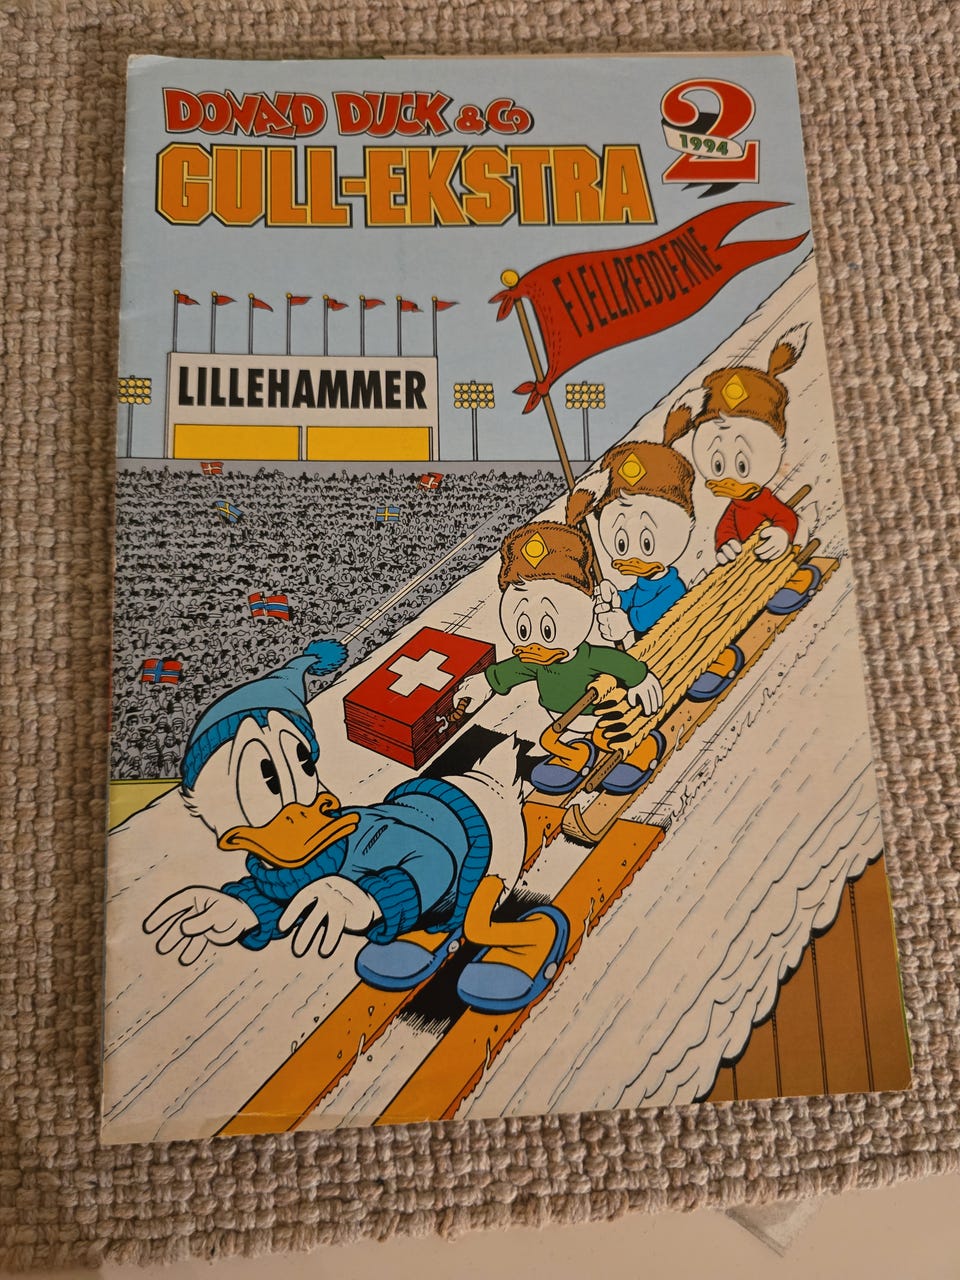 DONALD DUCK & Co
GULL-EKSTRA
2
1994
FJELLREDDERNE
LILLEHAMMER